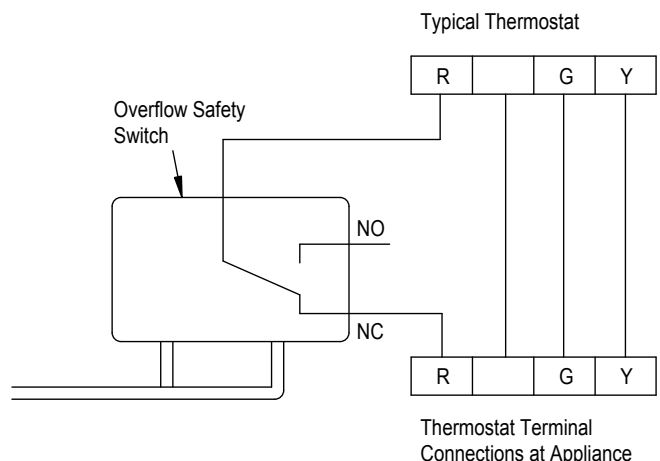 Typical Thermostat
R G Y
Overflow Safety
Switch
NO
NC
R G Y
Thermostat Terminal
Connections at Appliance